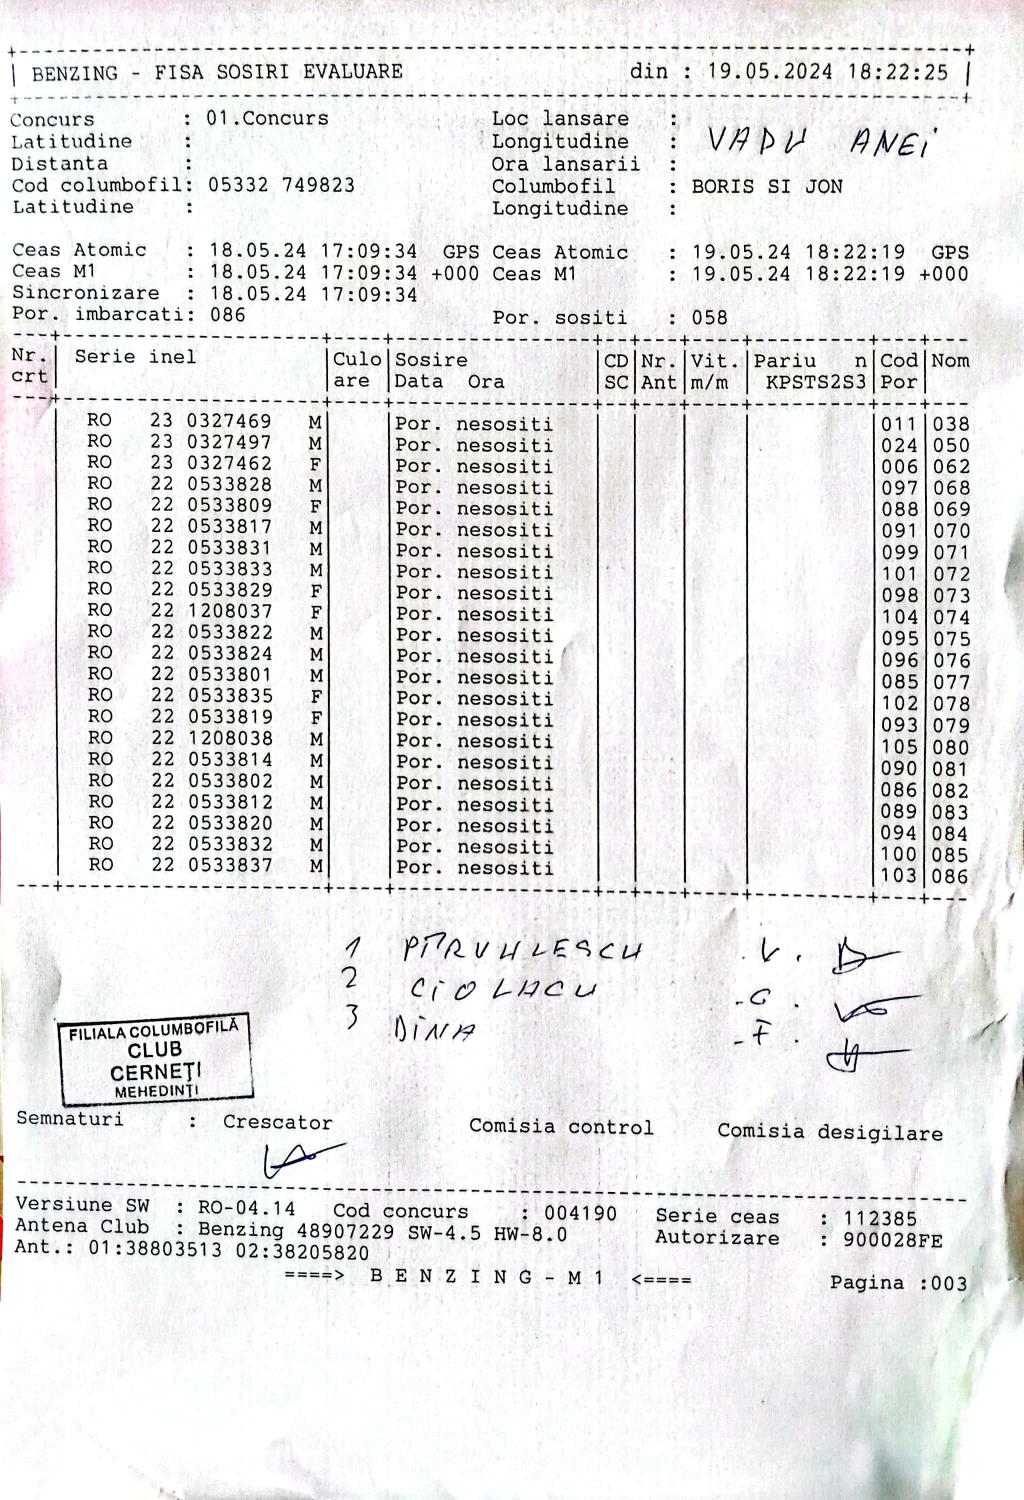 BENZING - FISA SOSIRI EVALUARE din : 19.05.2024 18:22:25
Concurs : 01.Concurs Loc lansare :
Latitudine : Longitudine : VADU ANEI
Distanta : Ora lansarii :
Cod columbofil: 05332 749823 Columbofil : BORIS SI JON
Latitudine : Longitudine :
Ceas Atomic : 18.05.24 17:09:34 GPS Ceas Atomic : 19.05.24 18:22:19 GPS
Ceas M1 : 18.05.24 17:09:34 +000 Ceas M1 : 19.05.24 18:22:19 +000
Sincronizare : 18.05.24 17:09:34
Por. imbarcati: 086 Por. sositi : 058
Nr. Serie inel Culo Sosire CD Nr. Vit. Pariu n Cod Nom
crt are Data Ora SC Ant m/m KPSTS2S3 Por
RO 23 0327469 M Por. nesositi 011 038
RO 23 0327497 M Por. nesositi 024 050
RO 23 0327462 F Por. nesositi 006 062
RO 22 0533828 M Por. nesositi 097 068
RO 22 0533809 F Por. nesositi 088 069
RO 22 0533817 M Por. nesositi 091 070
RO 22 0533831 M Por. nesositi 099 071
RO 22 0533833 M Por. nesositi 101 072
RO 22 0533829 F Por. nesositi 098 073
RO 22 1208037 F Por. nesositi 104 074
RO 22 0533822 M Por. nesositi 095 075
RO 22 0533824 M Por. nesositi 096 076
RO 22 0533801 M Por. nesositi 085 077
RO 22 0533835 F Por. nesositi 102 078
RO 22 0533819 F Por. nesositi 093 079
RO 22 1208038 M Por. nesositi 105 080
RO 22 0533814 M Por. nesositi 090 081
RO 22 0533802 M Por. nesositi 086 082
RO 22 0533812 M Por. nesositi 089 083
RO 22 0533820 M Por. nesositi 094 084
RO 22 0533832 M Por. nesositi 100 085
RO 22 0533837 M Por. nesositi 103 086
1 V.
2 CIOLACU - G.
3 DINA - F.
FILIALA COLUMBOFILĂ
CLUB
CERNEȚI
MEHEDINȚI
Semnaturi : Crescator Comisia control Comisia desigilare
Versiune SW : RO-04.14 Cod concurs : 004190 Serie ceas : 112385
Antena Club : Benzing 48907229 SW-4.5 HW-8.0 Autorizare : 900028FE
Ant.: 01:38803513 02:38205820
====> B E N Z I N G - M 1 <==== Pagina :003